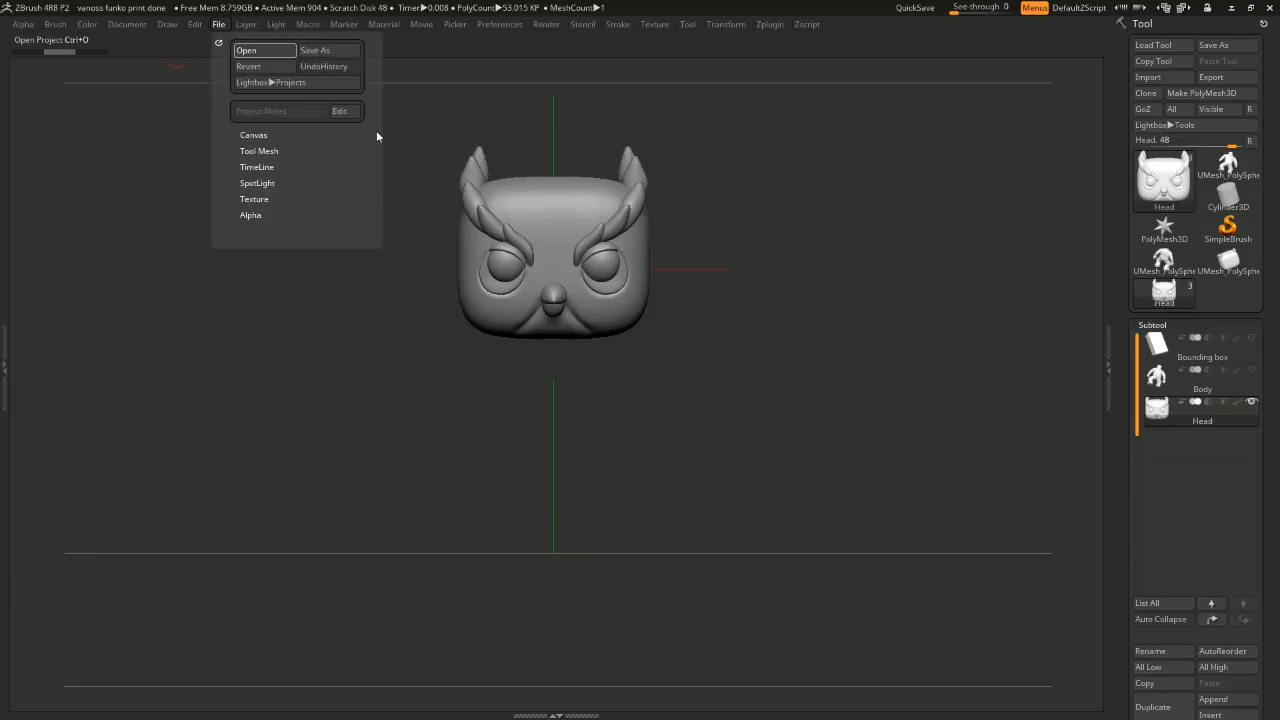 ZBrush 4R8 P2 vanoss funko print done ● Free Mem 8.759GB ● Active Mem 904 ● Scratch Disk 48 ● Timer▶0.008 ● PolyCount▶53.015 KP ● MeshCount▶1 QuickSave See-through 0 Menus DefaultZScript
Alpha Brush Color Document Draw Edit File Layer Light Macro Marker Material Movie Picker Preferences Render Stencil Stroke Texture Tool Transform Zplugin Zscript
Open Project Ctrl+O
Open Save As
Revert UndoHistory
Lightbox▶Projects
Project Notes Edit
Canvas
Tool Mesh
TimeLine
SpotLight
Texture
Alpha
Tool
Load Tool Save As
Copy Tool Paste Tool
Import Export
Clone Make PolyMesh3D
GoZ All Visible R
Lightbox▶Tools
Head. 48 R
3
UMesh_PolySphe
Head Cylinder3D
PolyMesh3D SimpleBrush
UMesh_PolySphe UMesh_PolySphe
3
Head
Subtool
Bounding box
Body
Head
List All
Auto Collapse
Rename AutoReorder
All Low All High
Copy Paste
Duplicate Append
Insert